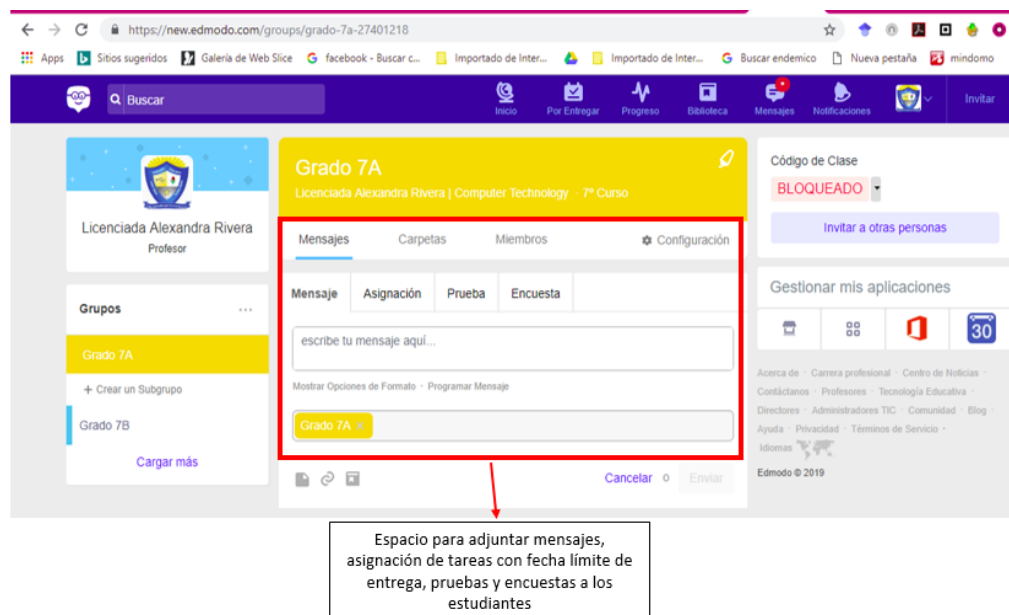 https://new.edmodo.com/groups/grado-7a-27401218
Apps Sitios sugeridos Galería de Web Slice facebook - Buscar c... Importado de Inter... Importado de Inter... Buscar endemico Nueva pestaña mindomo
Buscar
Inicio Por Entregar Progreso Biblioteca Mensajes Notificaciones Invitar
Licenciada Alexandra Rivera
Profesor
Grupos ...
Grado 7A
+ Crear un Subgrupo
Grado 7B
Cargar más
Grado 7A
Licenciada Alexandra Rivera | Computer Technology · 7º Curso
Mensajes Carpetas Miembros Configuración
Mensaje Asignación Prueba Encuesta
escribe tu mensaje aquí...
Mostrar Opciones de Formato · Programar Mensaje
Grado 7A ×
Cancelar o Enviar
Código de Clase
BLOQUEADO
Invitar a otras personas
Gestionar mis aplicaciones
30
Acerca de · Carrera profesional · Centro de Noticias ·
Contáctanos · Profesores · Tecnología Educativa ·
Directores · Administradores TIC · Comunidad · Blog ·
Ayuda · Privacidad · Términos de Servicio ·
Idiomas
Edmodo © 2019
Espacio para adjuntar mensajes,
asignación de tareas con fecha límite de
entrega, pruebas y encuestas a los
estudiantes